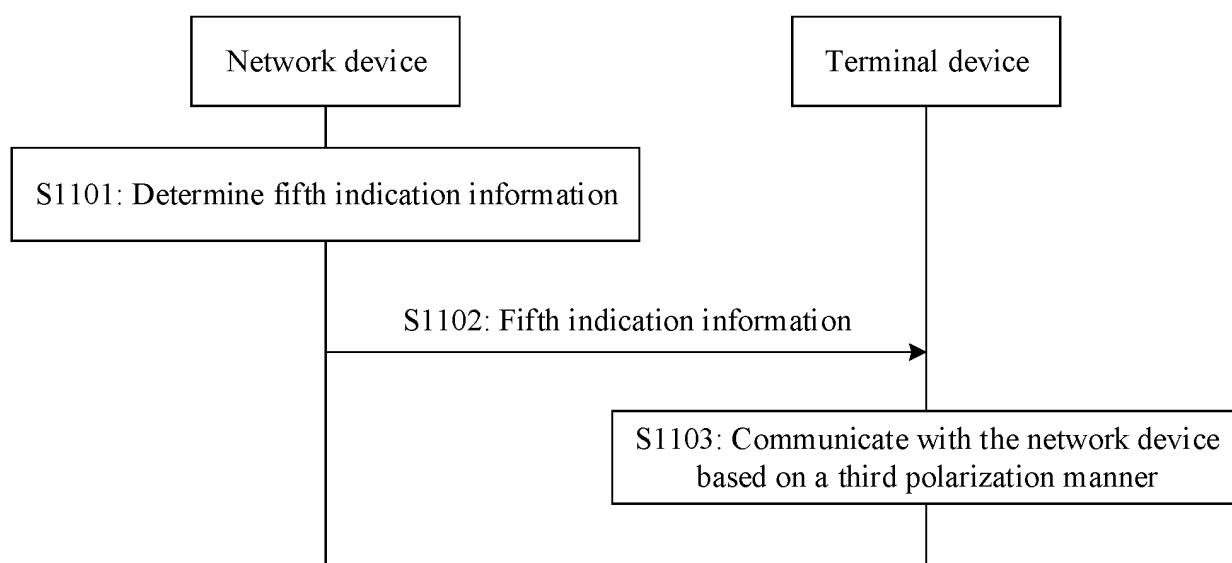 Network device
Terminal device
S1101: Determine fifth indication information
S1102: Fifth indication information
S1103: Communicate with the network device
based on a third polarization manner